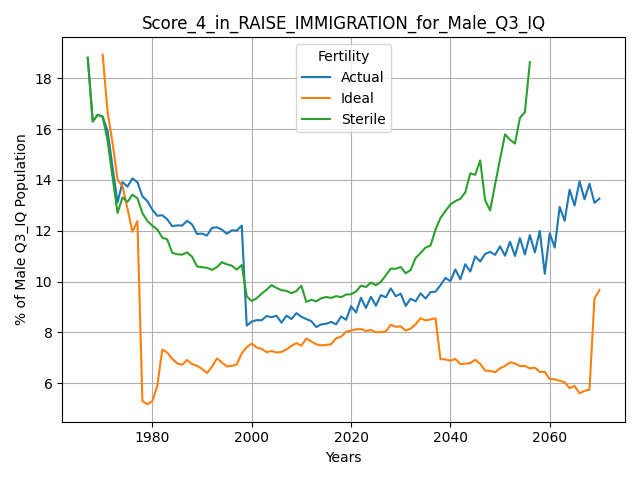 Score_4_in_RAISE_IMMIGRATION_for_Male_Q3_IQ
Fertility
Actual
Ideal
Sterile
% of Male Q3_IQ Population
18
16
14
12
10
8
6
1980
2000
2020
2040
2060
Years